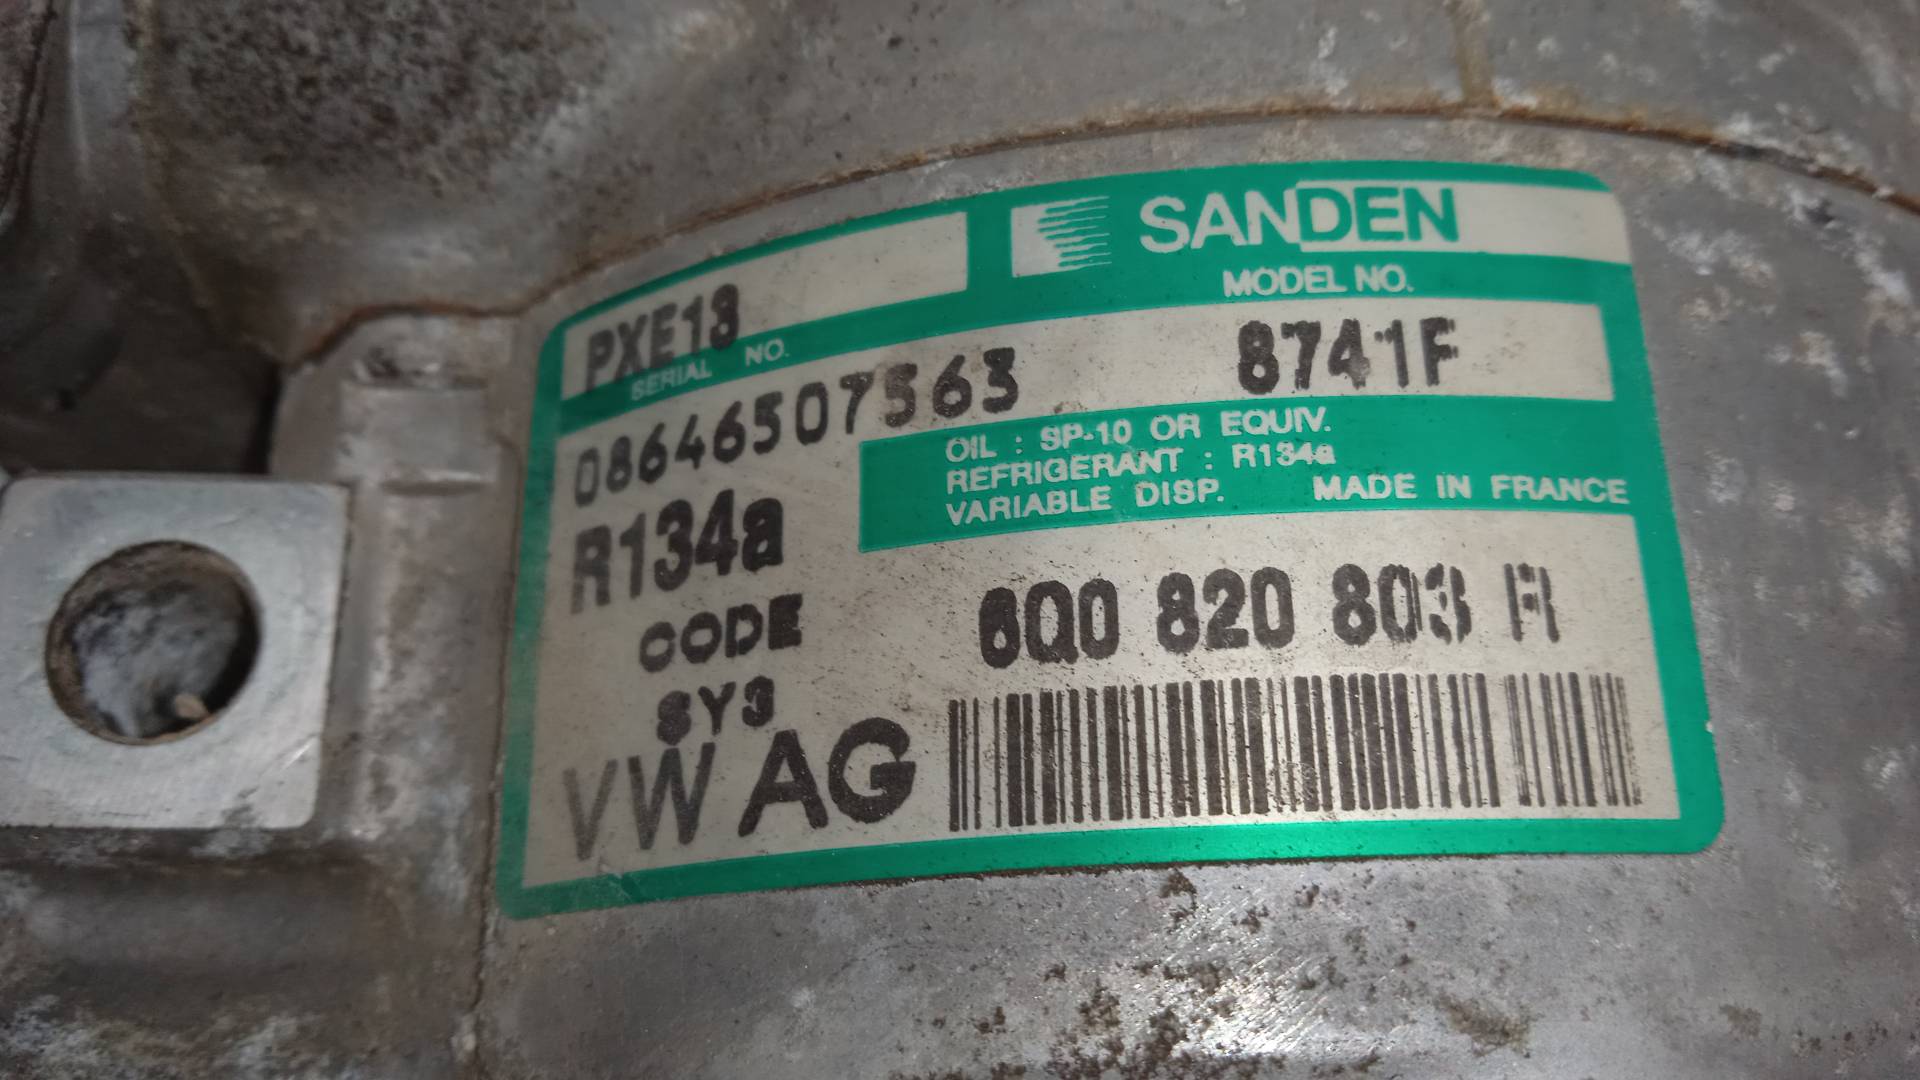 SANDEN
PXE13
MODEL NO.
SERIAL NO.
8741F
08646507563
OIL : SP-10 OR EQUIV.
REFRIGERANT : R134a
VARIABLE DISP. MADE IN FRANCE
R134a
CODE
6Q0 820 803 R
SY3
VW AG